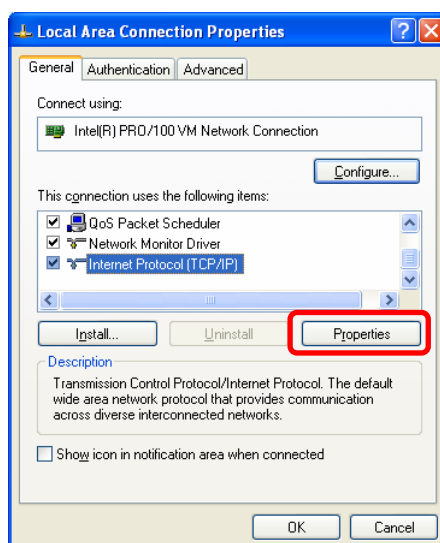 Local Area Connection Properties
General Authentication Advanced
Connect using:
Intel(R) PRO/100 VM Network Connection
Configure...
This connection uses the following items:
QoS Packet Scheduler
Network Monitor Driver
Internet Protocol (TCP/IP)
Install... Uninstall Properties
Description
Transmission Control Protocol/Internet Protocol. The default
wide area network protocol that provides communication
across diverse interconnected networks.
Show icon in notification area when connected
OK Cancel